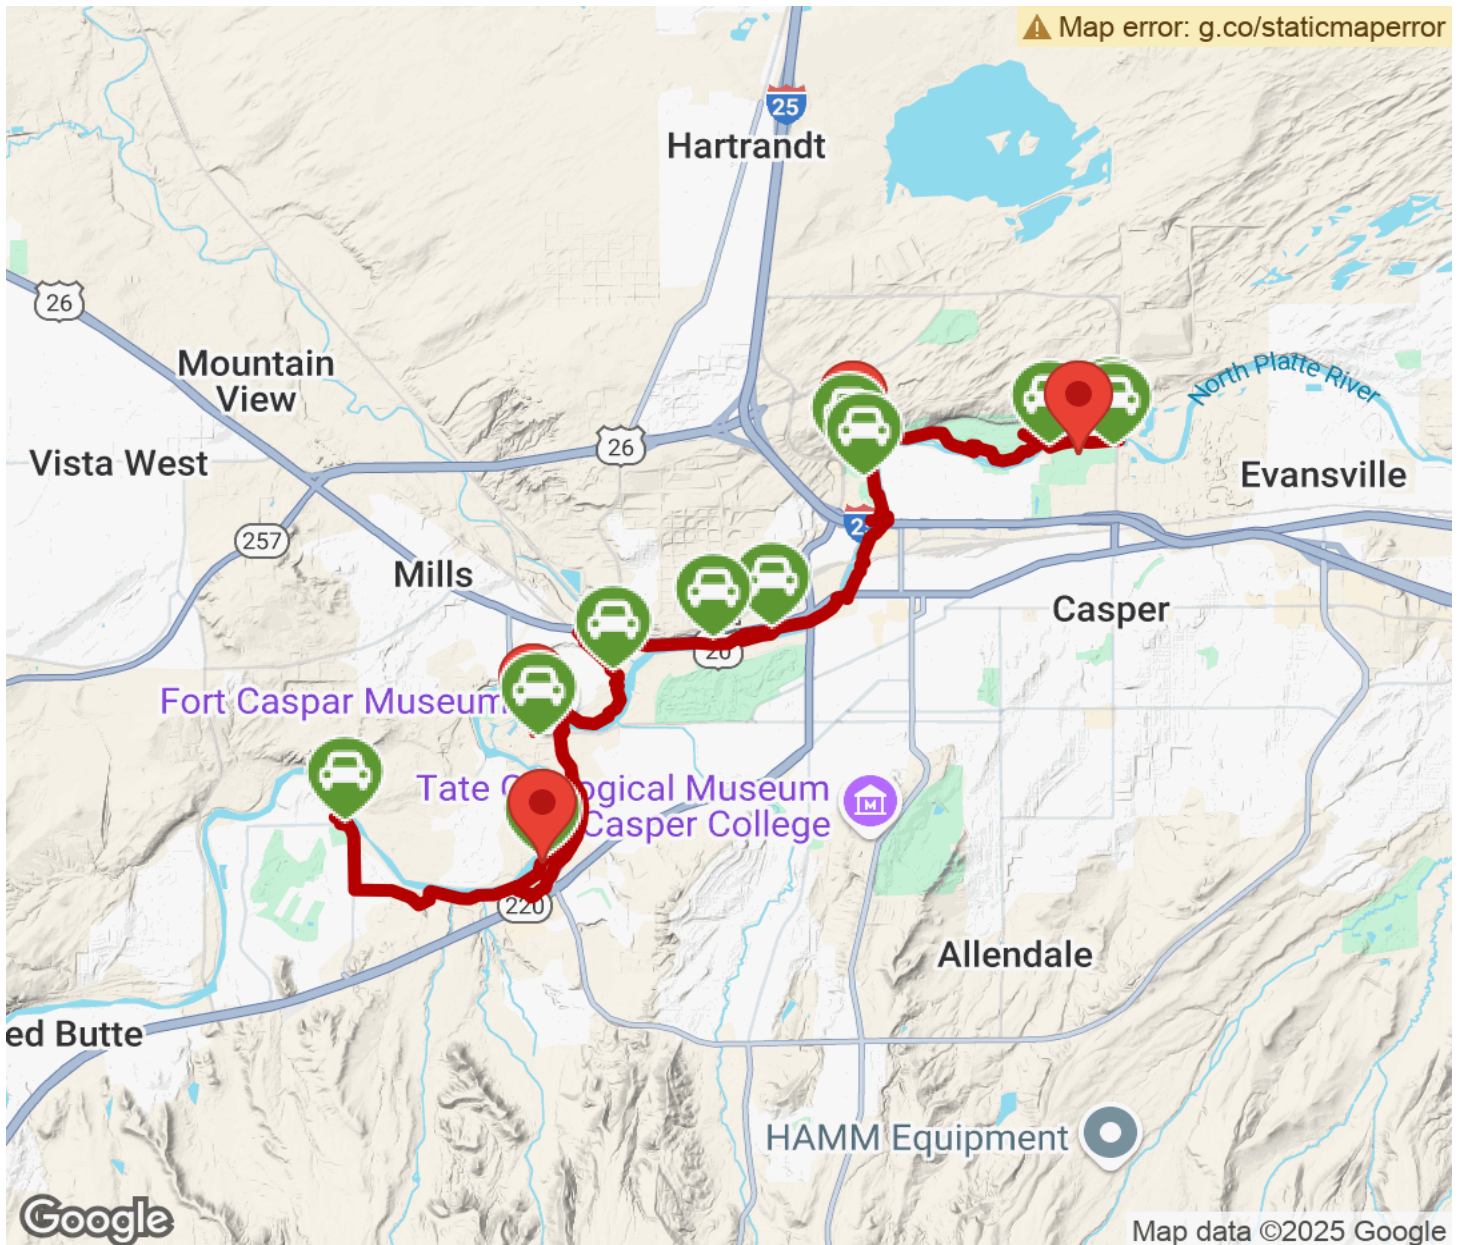 Map error: g.co/staticmaperror
25
Hartrandt
26
Mountain
View
North Platte River
26
Vista West
Evansville
257
Mills
Casper
20
Fort Caspar Museum
Tate
ogical Museum
Casper College
220
Allendale
ed Butte
HAMM Equipment
Google
Map data ©2025 Google